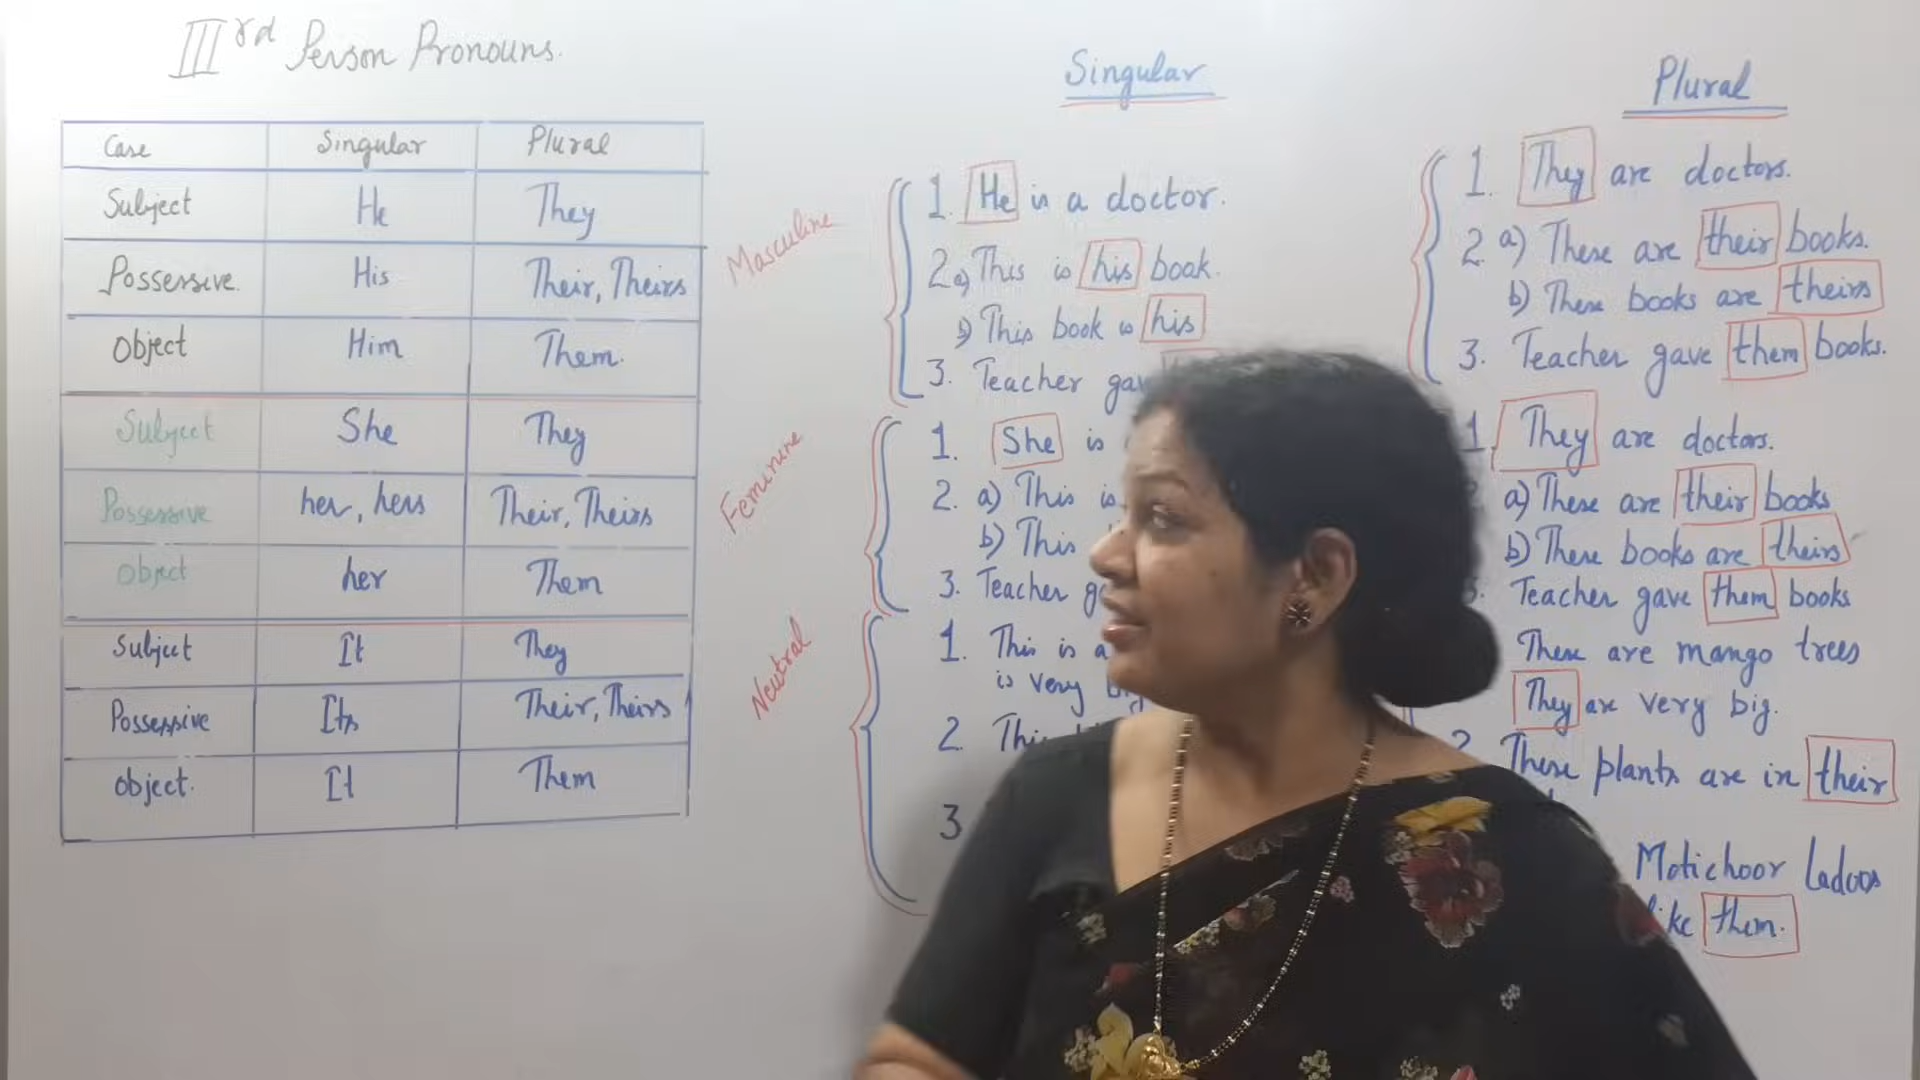 IIIrd Person Pronouns.
Case Singular Plural
Subject He They
Possessive. His Their, Theirs
Object Him Them.
Subject She They
Possessive her, hers Their, Theirs
Object her Them
Subject It They
Possessive Its Their, Theirs
Object. It Them
Masculine
Feminine
Neutral
Singular
1. He is a doctor.
2 a) This is his book.
b) This book is his
3. Teacher gav
1. She is
2. a) This is
b) This
3. Teacher g
1. This is a
is very
2. This
3
Plural
1. They are doctors.
2. a) These are their books.
b) These books are theirs
3. Teacher gave them books.
1. They are doctors.
a) These are their books
b) These books are theirs
Teacher gave them books
These are mango trees
They are very big.
2 These plants are in their
Motichoor Ladoos
like them.